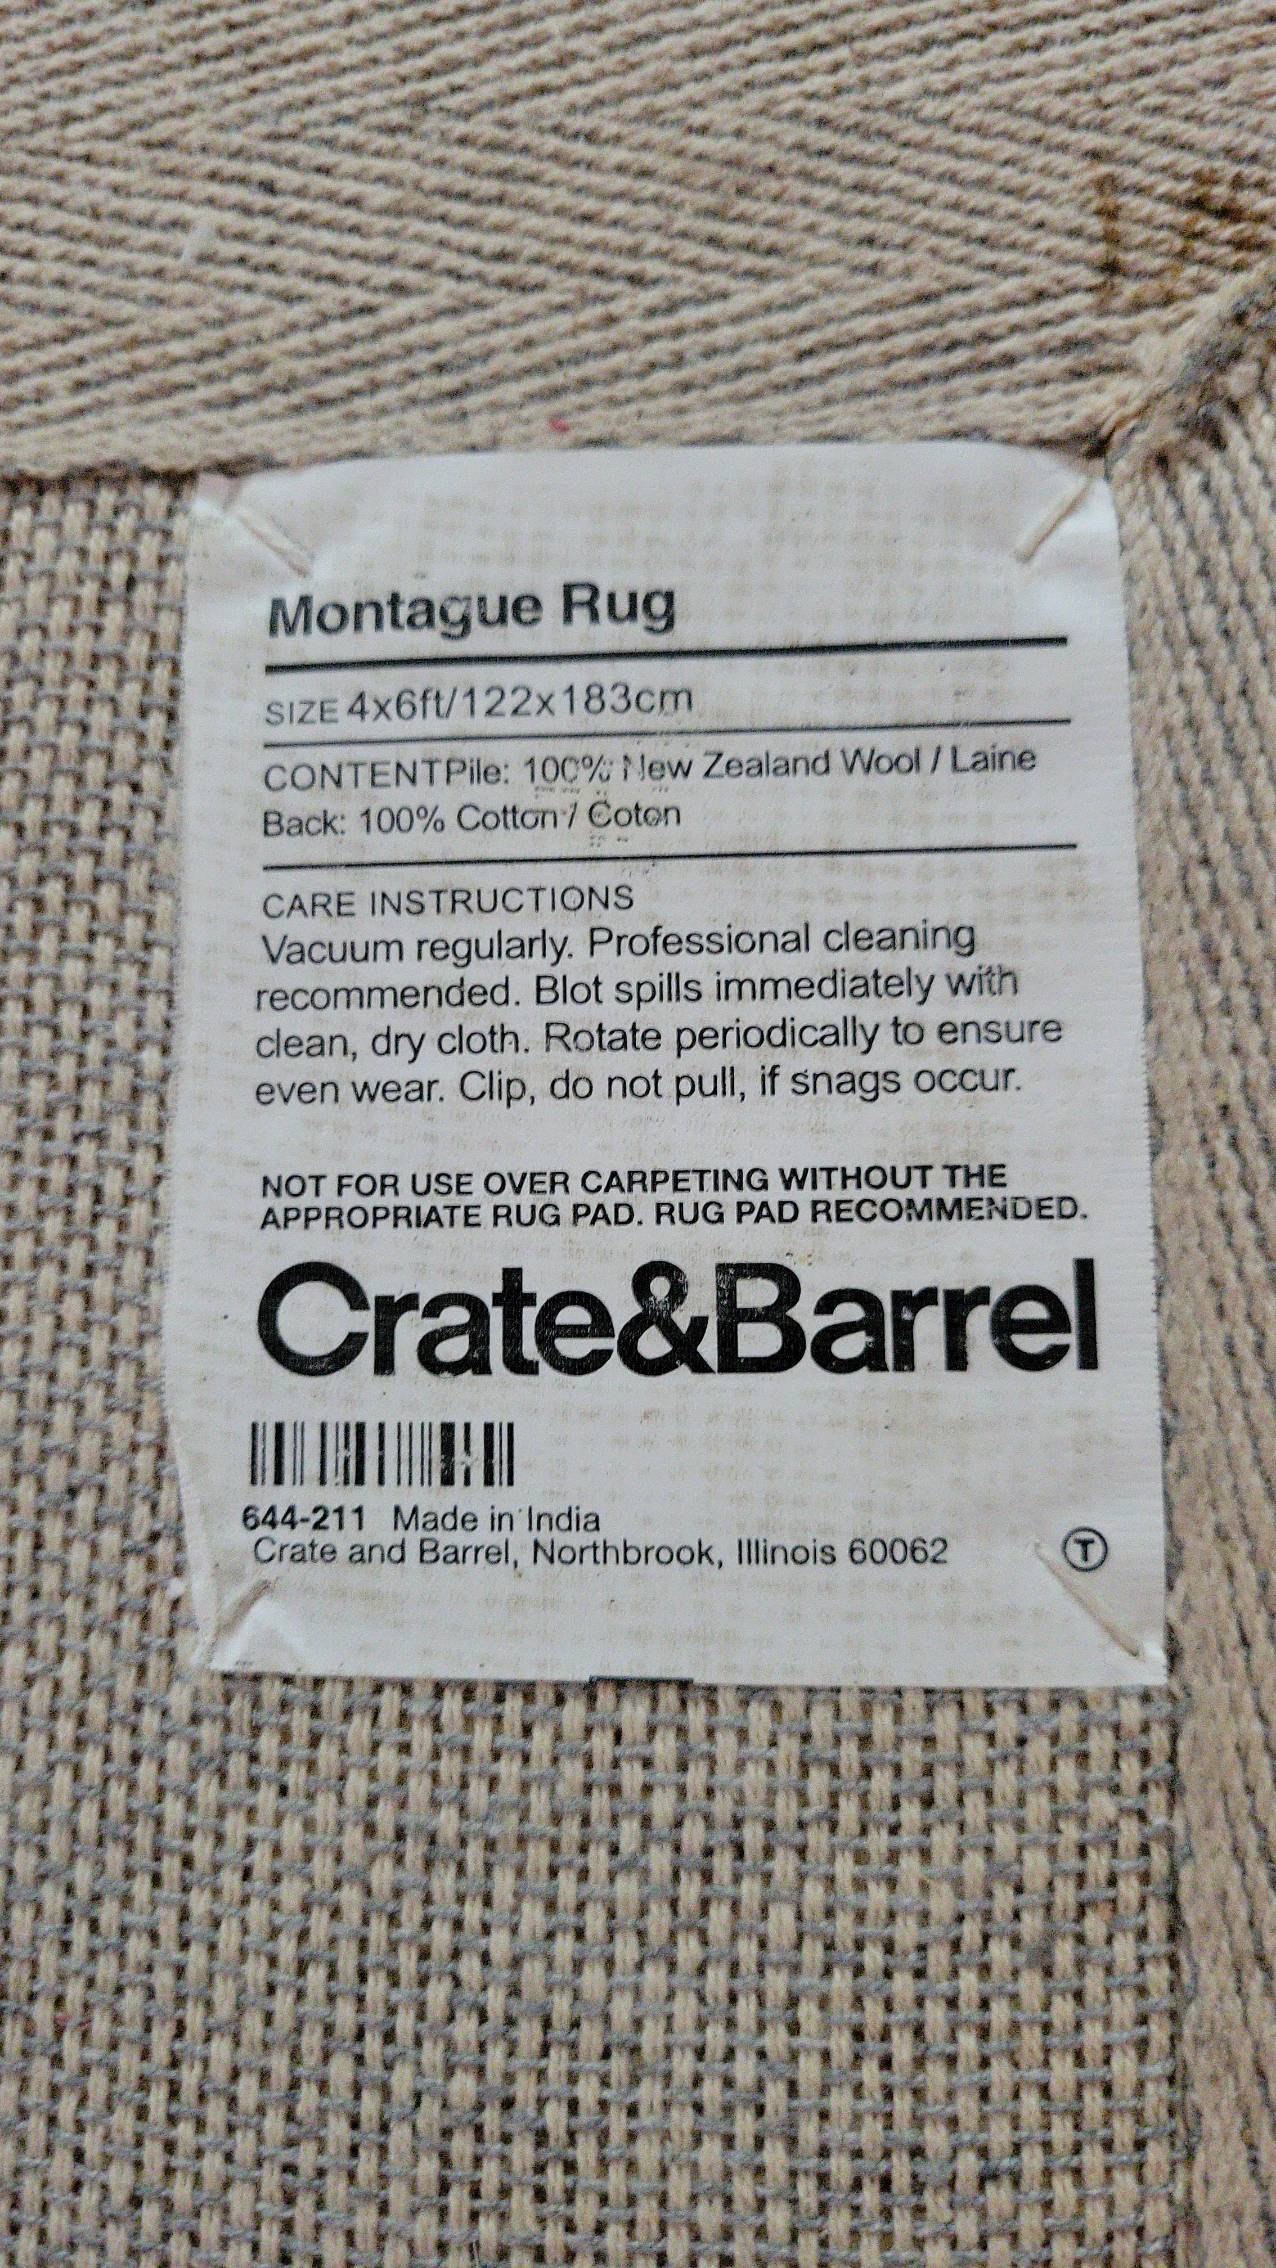 Montague Rug
SIZE 4x6ft/122x183cm
CONTENTPile: 100% New Zealand Wool / Laine
Back: 100% Cotton / Coton
CARE INSTRUCTIONS
Vacuum regularly. Professional cleaning
recommended. Blot spills immediately with
clean, dry cloth. Rotate periodically to ensure
even wear. Clip, do not pull, if snags occur.
NOT FOR USE OVER CARPETING WITHOUT THE
APPROPRIATE RUG PAD. RUG PAD RECOMMENDED.
Crate&Barrel
644-211 Made in India
Crate and Barrel, Northbrook, Illinois 60062 Ⓣ